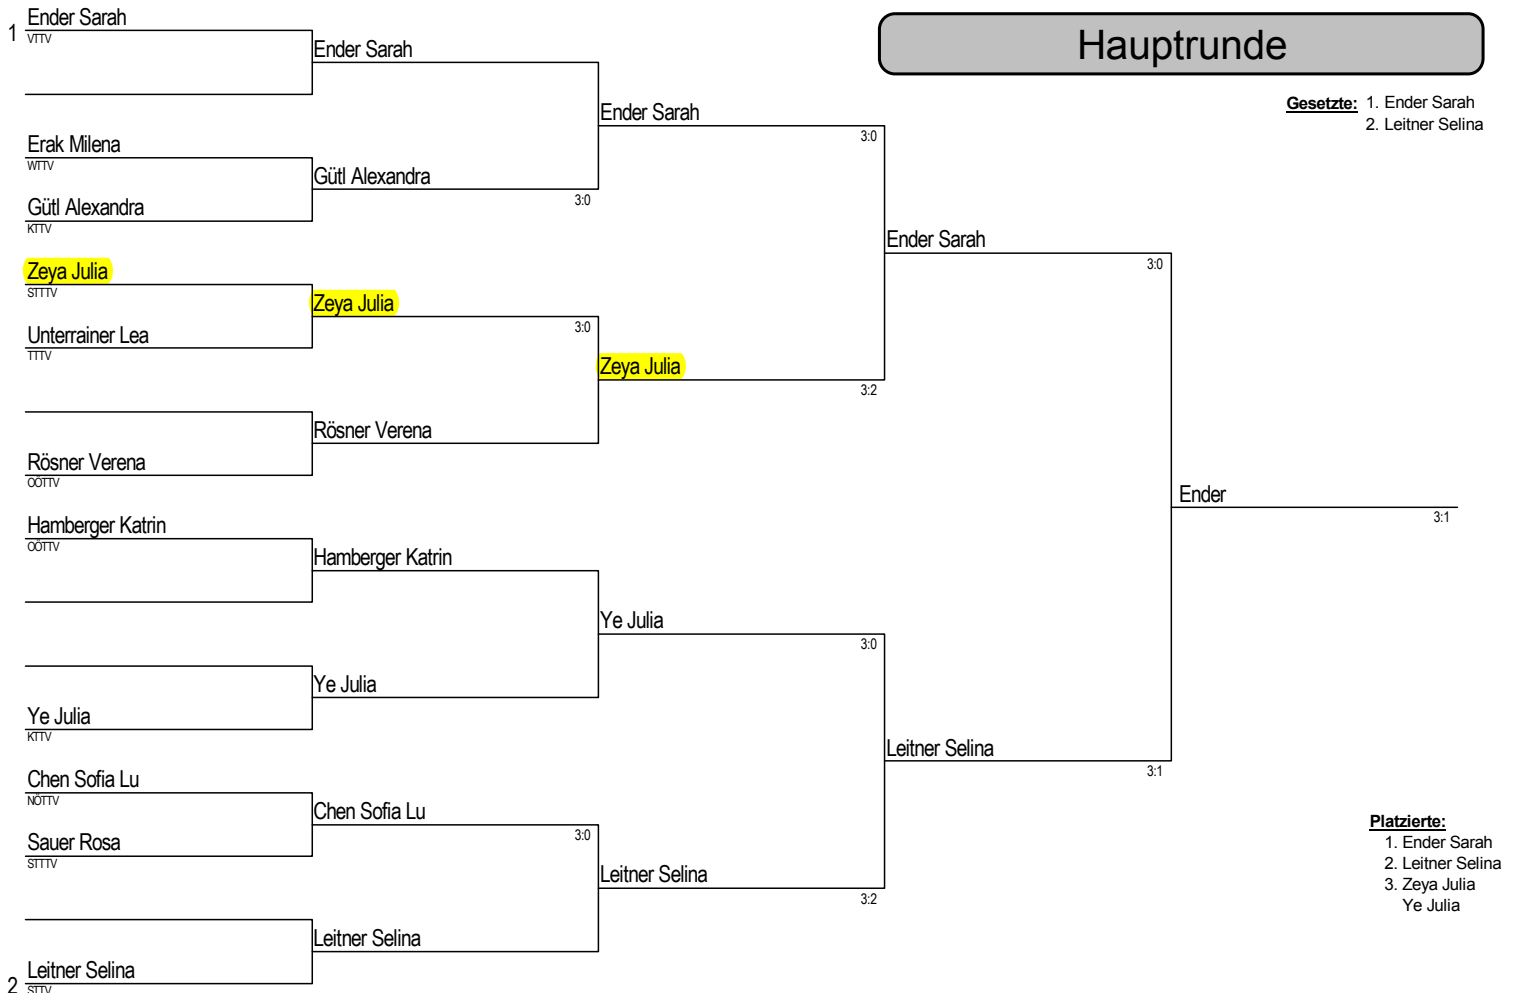 Hauptrunde
Gesetzte: 1. Ender Sarah
2. Leitner Selina
1 Ender Sarah
VTTV
Erak Milena
WTTV
Gütl Alexandra
KTTV
Zeya Julia
STTTV
Unterrainer Lea
TTTV
Rösner Verena
OÖTTV
Hamberger Katrin
OÖTTV
Ye Julia
KTTV
Chen Sofia Lu
NÖTTV
Sauer Rosa
STTTV
2 Leitner Selina
STTV
Ender Sarah
Gütl Alexandra
3:0
Zeya Julia
3:0
Rösner Verena
Hamberger Katrin
Ye Julia
Chen Sofia Lu
3:0
Leitner Selina
Ender Sarah
3:0
Zeya Julia
3:2
Ye Julia
3:0
Leitner Selina
3:2
Ender Sarah
3:0
Leitner Selina
3:1
Ender
3:1
Platzierte:
1. Ender Sarah
2. Leitner Selina
3. Zeya Julia
Ye Julia